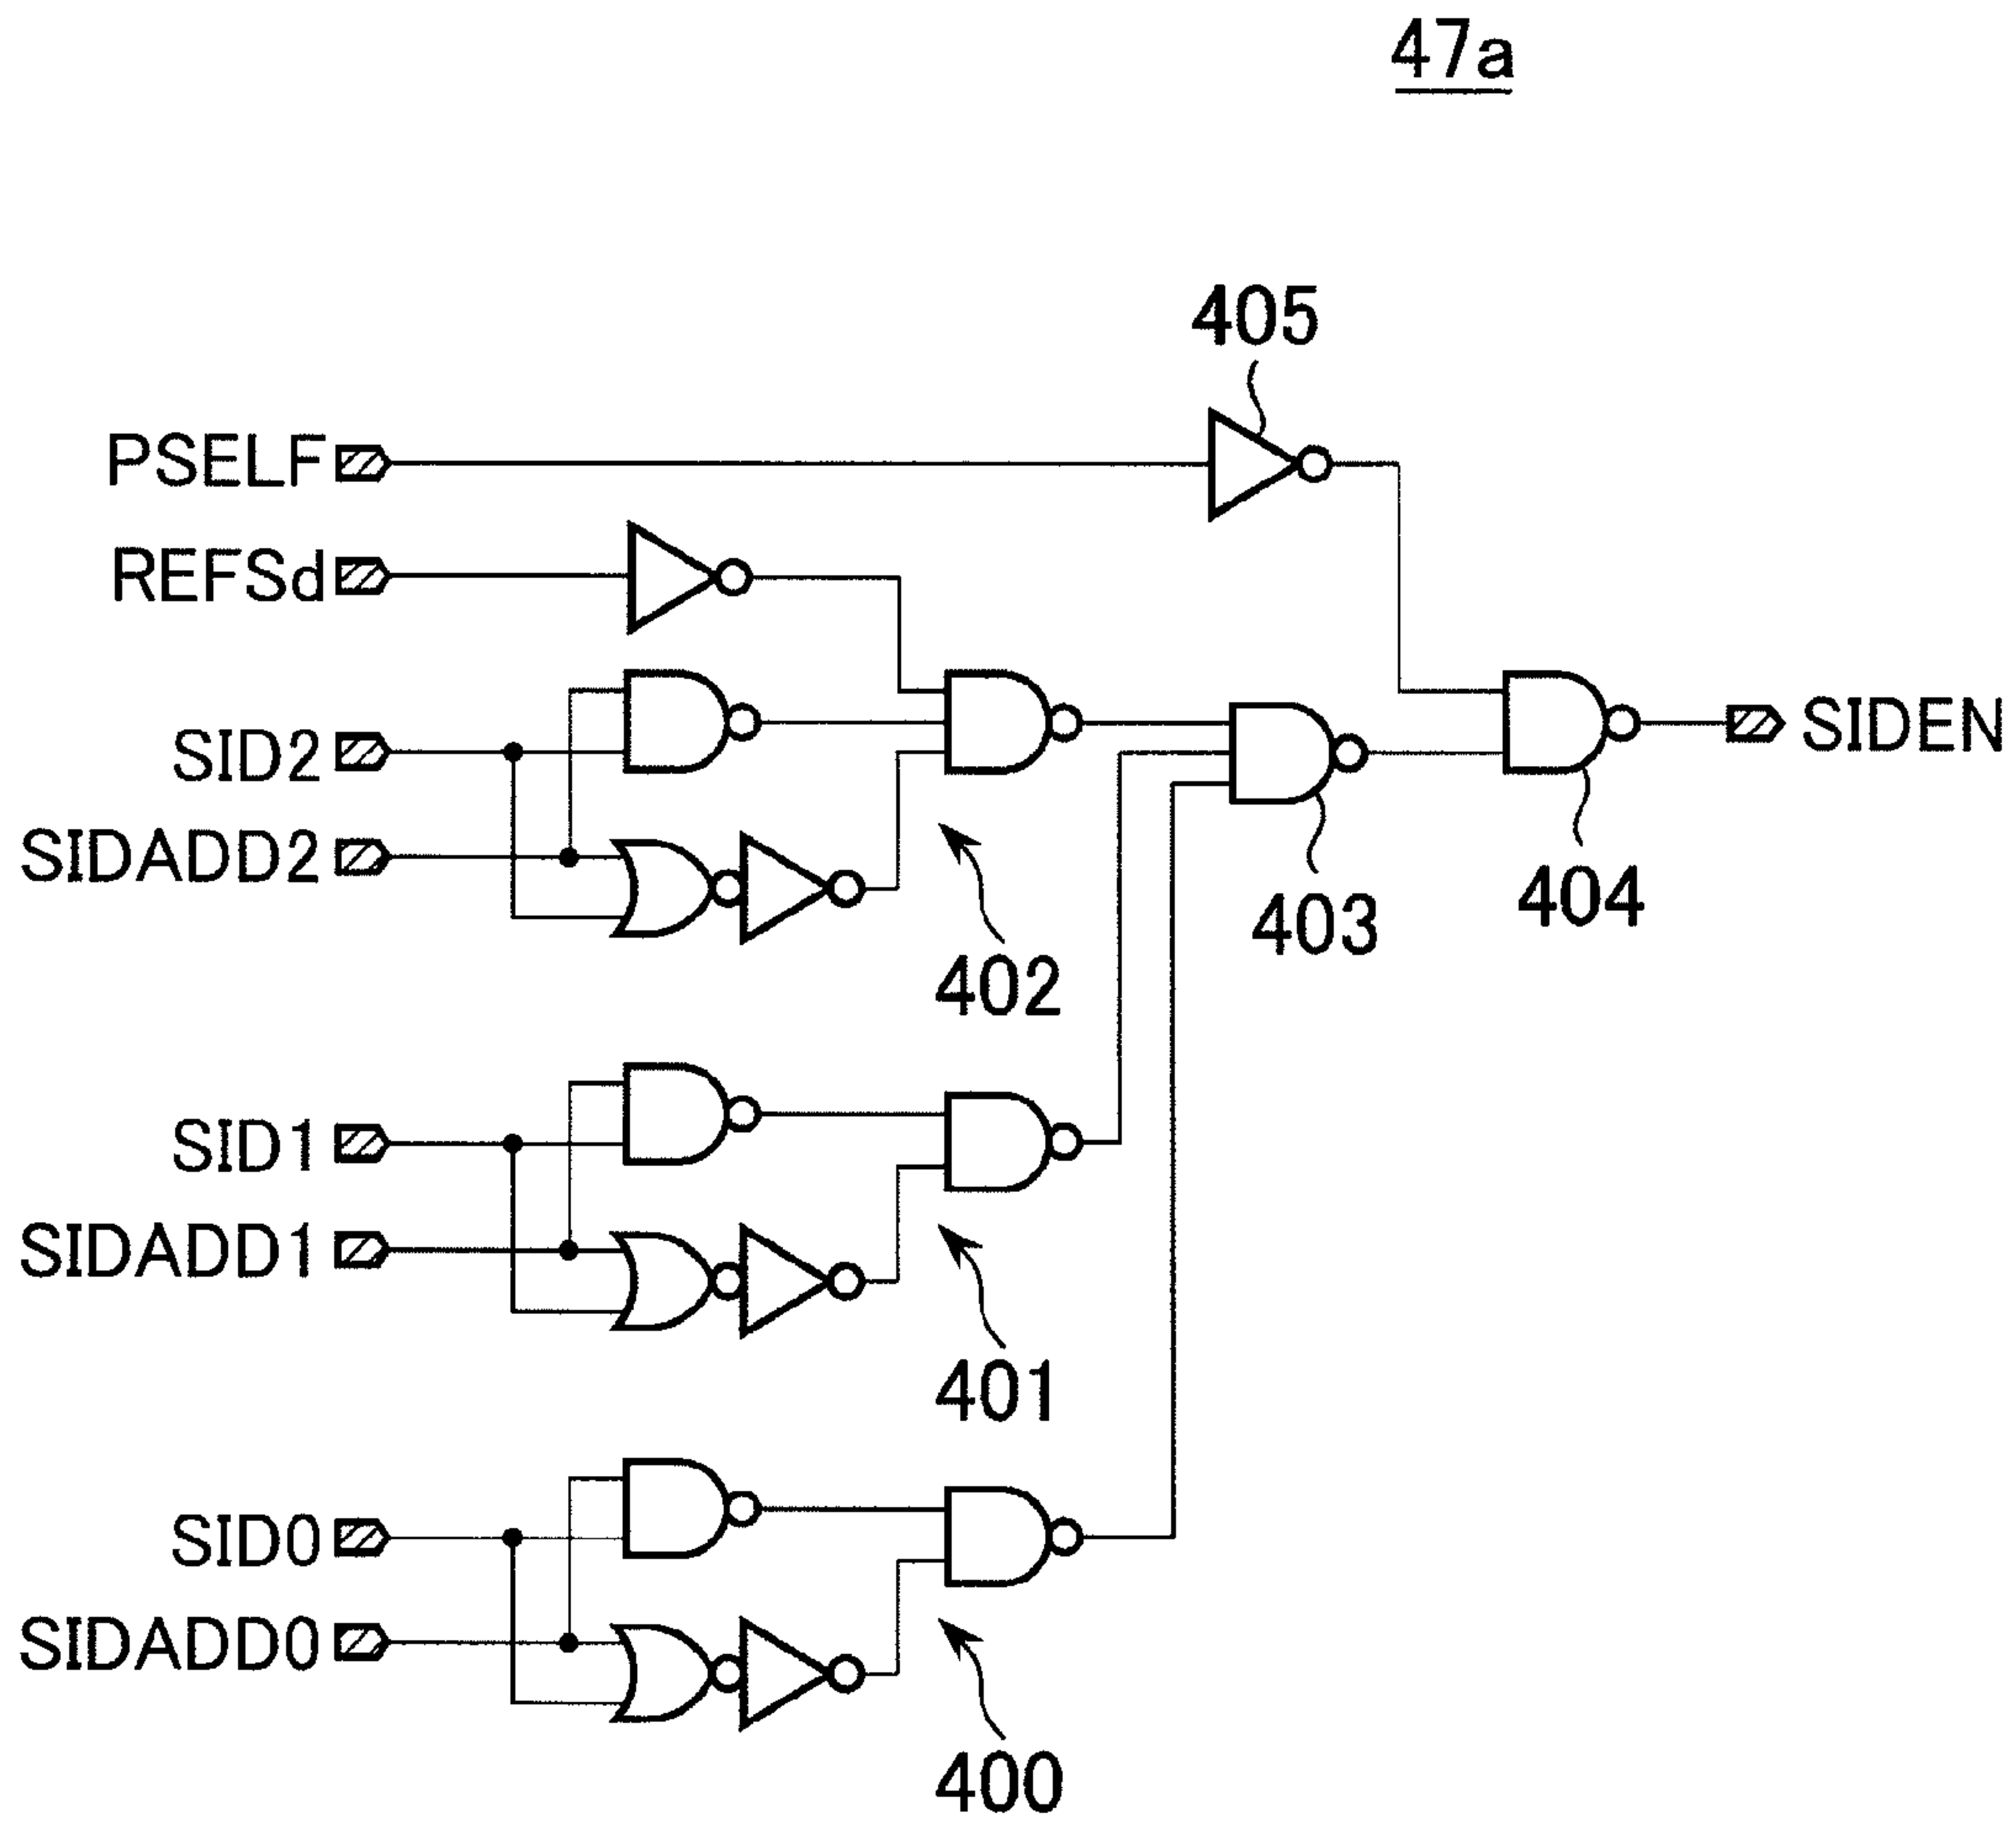 47a
405
PSELF
REFSd
SID2
SIDEN
SIDADD2
404
403
402
SID1
SIDADD1
401
SID0
SIDADD0
400